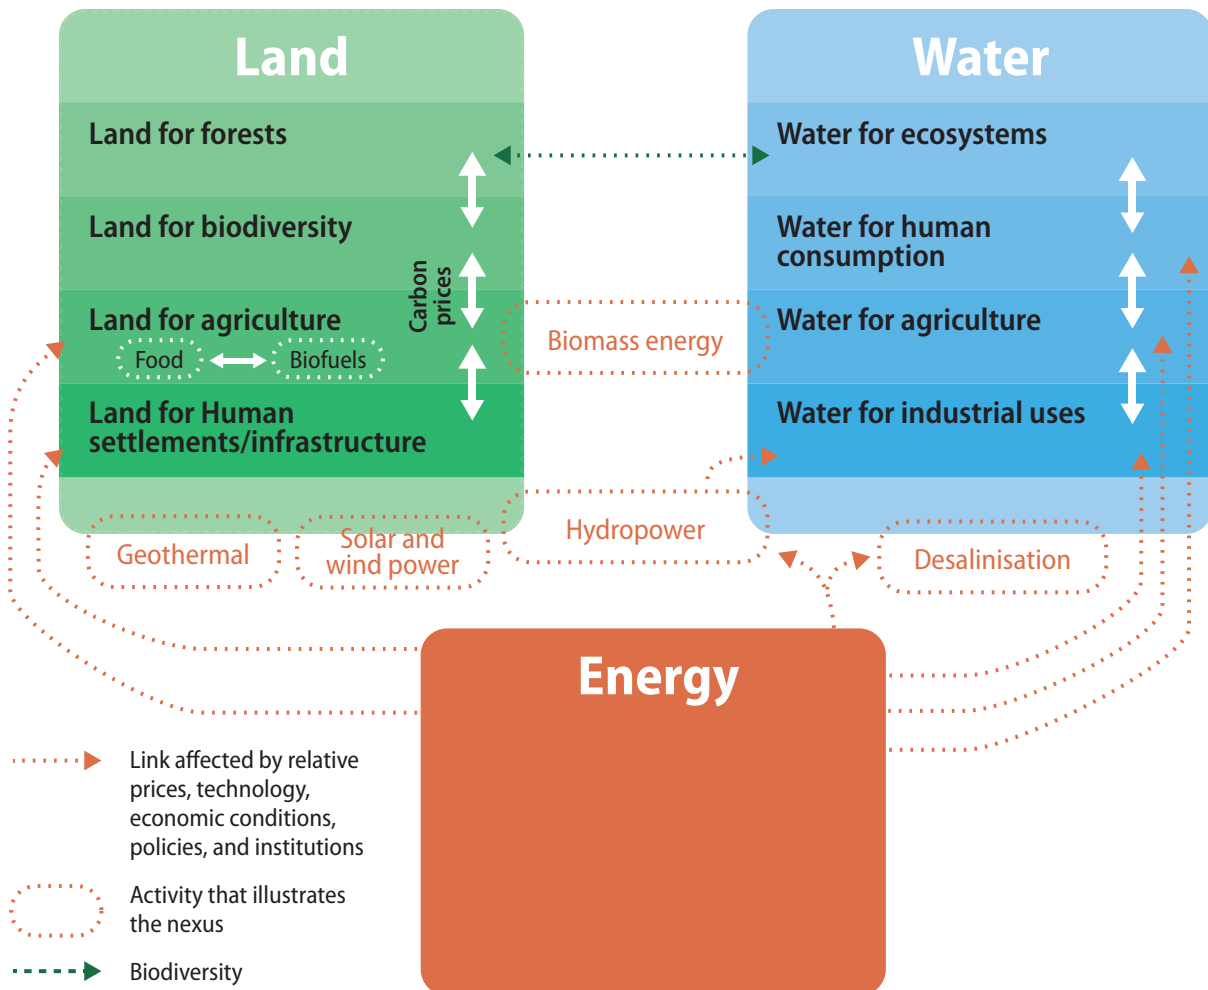 Land
Land for forests
Land for biodiversity
Carbon
prices
Land for agriculture
Food
Biofuels
Land for Human
settlements/infrastructure
Water
Water for ecosystems
Water for human
consumption
Water for agriculture
Water for industrial uses
Biomass energy
Geothermal
Solar and
wind power
Hydropower
Desalinisation
Energy
Link affected by relative
prices, technology,
economic conditions,
policies, and institutions
Activity that illustrates
the nexus
Biodiversity